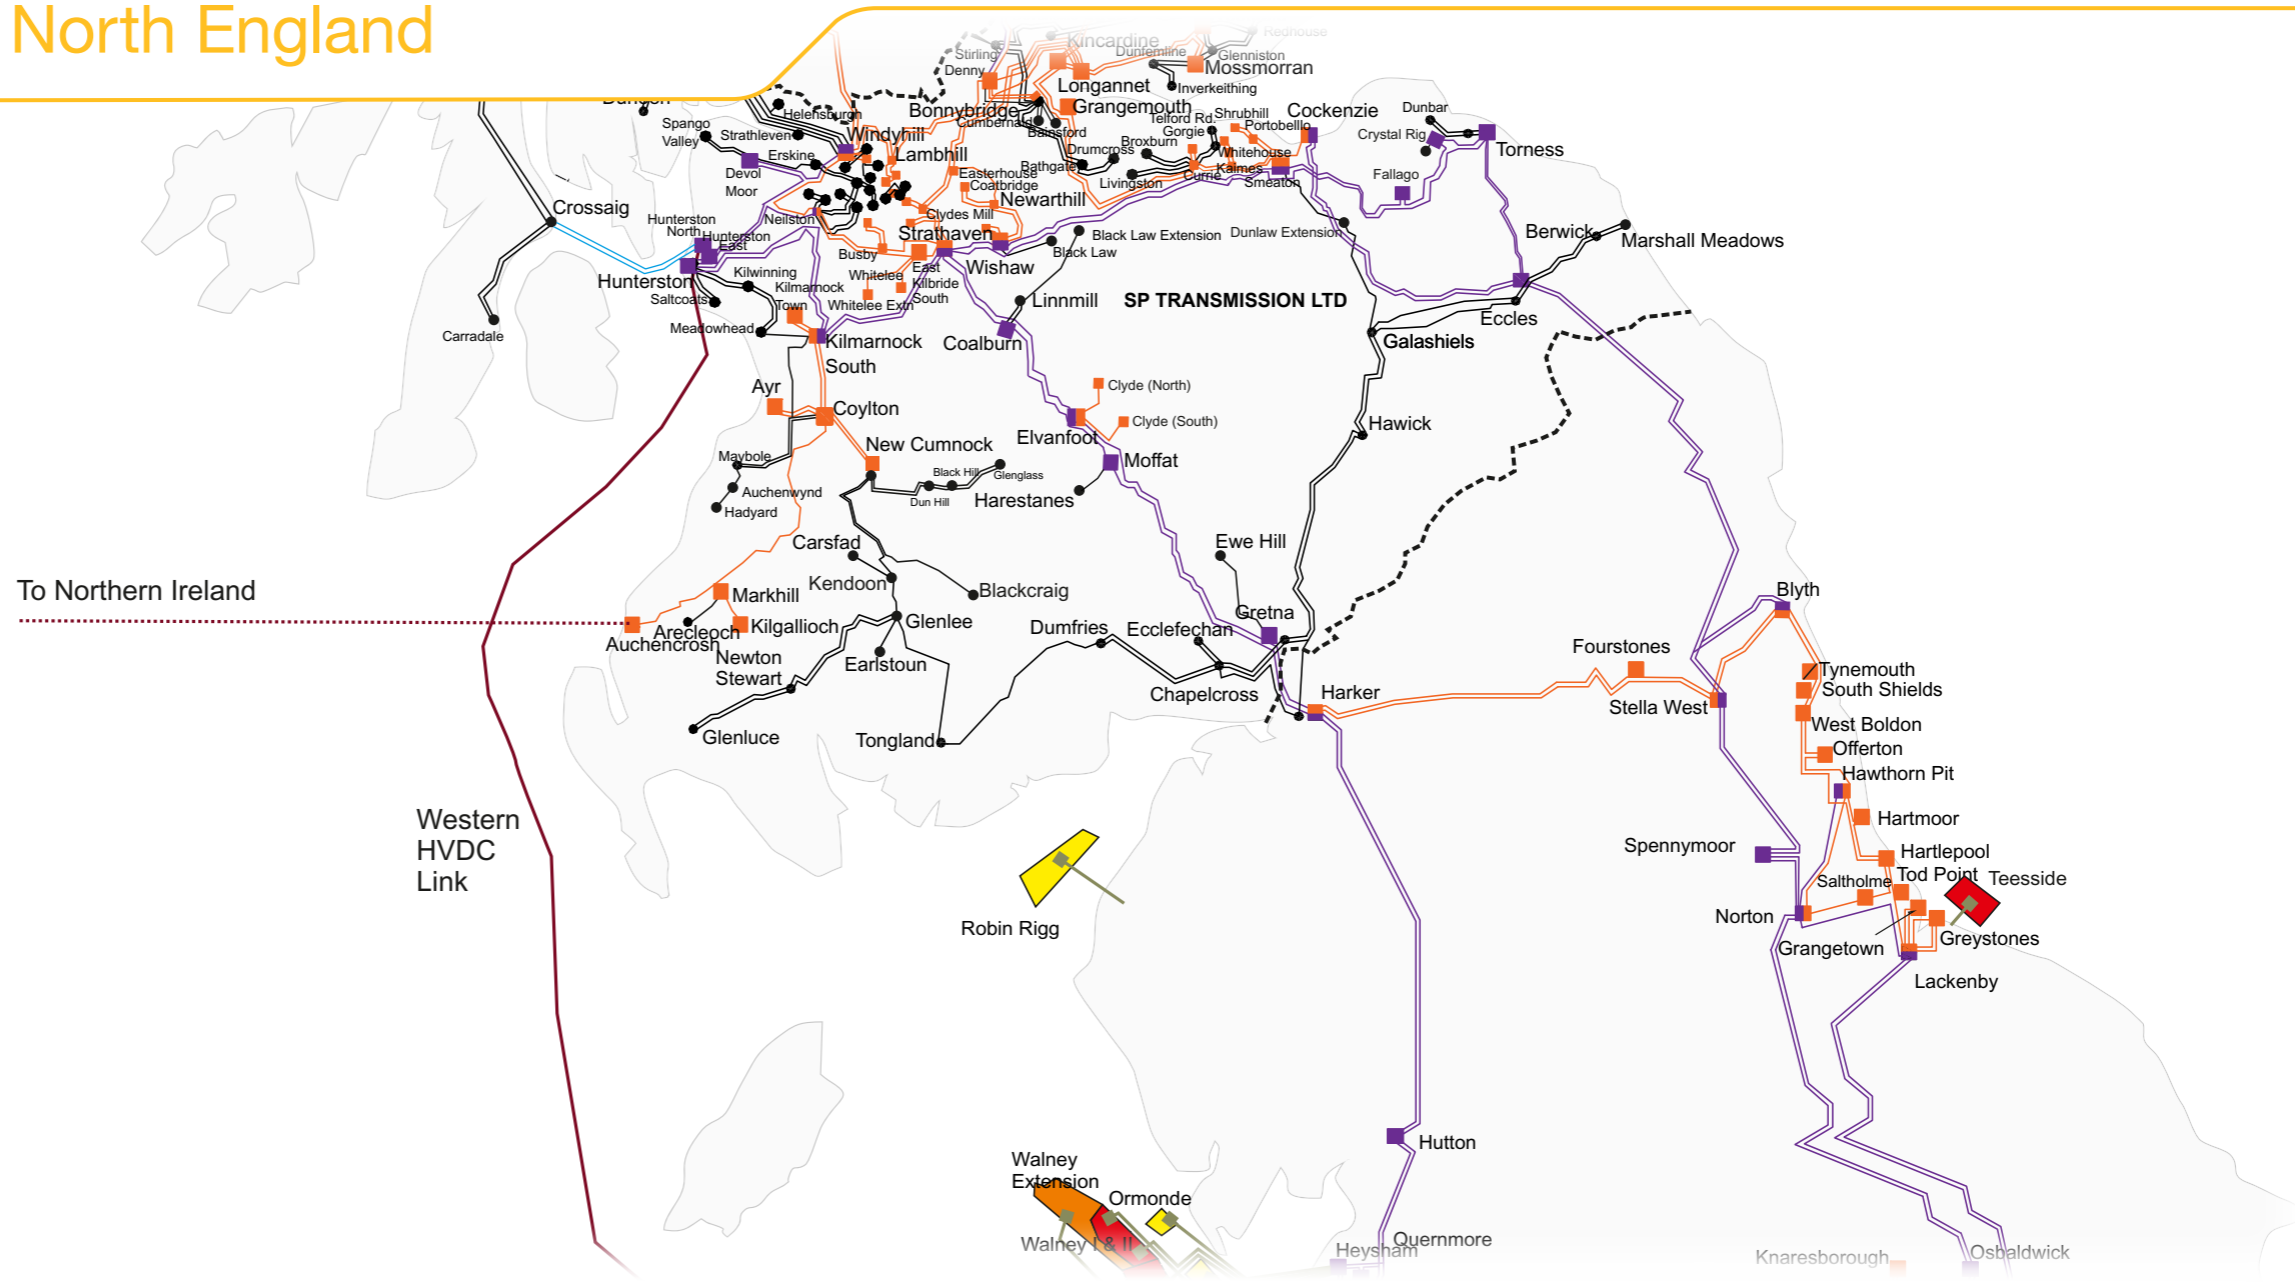 North England
Redhouse
Kincardine
Stirling
Dunfemline
Glenniston
Denny
Mossmorran
Longannet
Inverkeithing
Helensburgh
Bonnybridge
Grangemouth
Cumbernald
Bainsford
Telford Rd.
Shrubhill
Gorgie
Portobello
Cockenzie
Dunbar
Crystal Rig
Torness
Spango
Valley
Strathleven
Windyhill
Erskine
Lambhill
Broxburn
Drumcross
Whitehouse
Bathgate
Kaimes
Livingston
Currie
Smeaton
Fallago
Devol
Moor
Easterhouse
Coatbridge
Newarthill
Crossaig
Hunterston
North
Hunterston
East
Neilston
Clydes Mill
Strathaven
Black Law Extension
Dunlaw Extension
Black Law
Berwick
Marshall Meadows
Busby
Wishaw
East
Kilbride
South
Whitelee
Whitelee Extn
Hunterston
Kilwinning
Saltcoats
Kilmarnock
Town
Linnmill
SP TRANSMISSION LTD
Meadowhead
Carradale
Kilmarnock
South
Coalburn
Eccles
Galashiels
Ayr
Coylton
Clyde (North)
Clyde (South)
Elvanfoot
Hawick
New Cumnock
Moffat
Maybole
Black Hill
Glenglass
Auchenwynd
Dun Hill
Harestanes
Hadyard
Carsfad
Ewe Hill
To Northern Ireland
Markhill
Kendoon
Blackcraig
Blyth
Gretna
Arecleoch
Kilgallioch
Glenlee
Dumfries
Ecclefechan
Auchencrosh
Newton
Stewart
Earlstoun
Fourstones
Chapelcross
Harker
Tynemouth
South Shields
Stella West
West Boldon
Glenluce
Tongland
Offerton
Hawthorn Pit
Western
HVDC
Link
Hartmoor
Spennymoor
Hartlepool
Saltholme
Tod Point
Teesside
Robin Rigg
Norton
Grangetown
Greystones
Lackenby
Hutton
Walney
Extension
Ormonde
Walney I & II
Quernmore
Heysham
Knaresborough
Osbaldwick